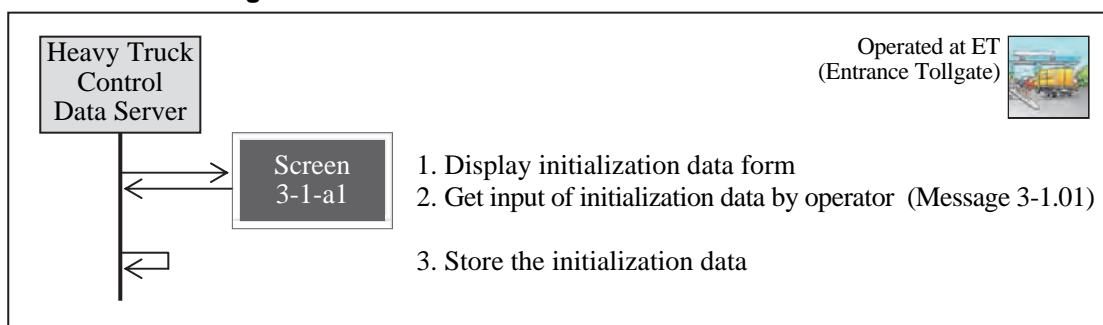 Heavy Truck
Control
Data Server
Operated at ET
(Entrance Tollgate)
Screen
3-1-a1
1. Display initialization data form
2. Get input of initialization data by operator (Message 3-1.01)
3. Store the initialization data